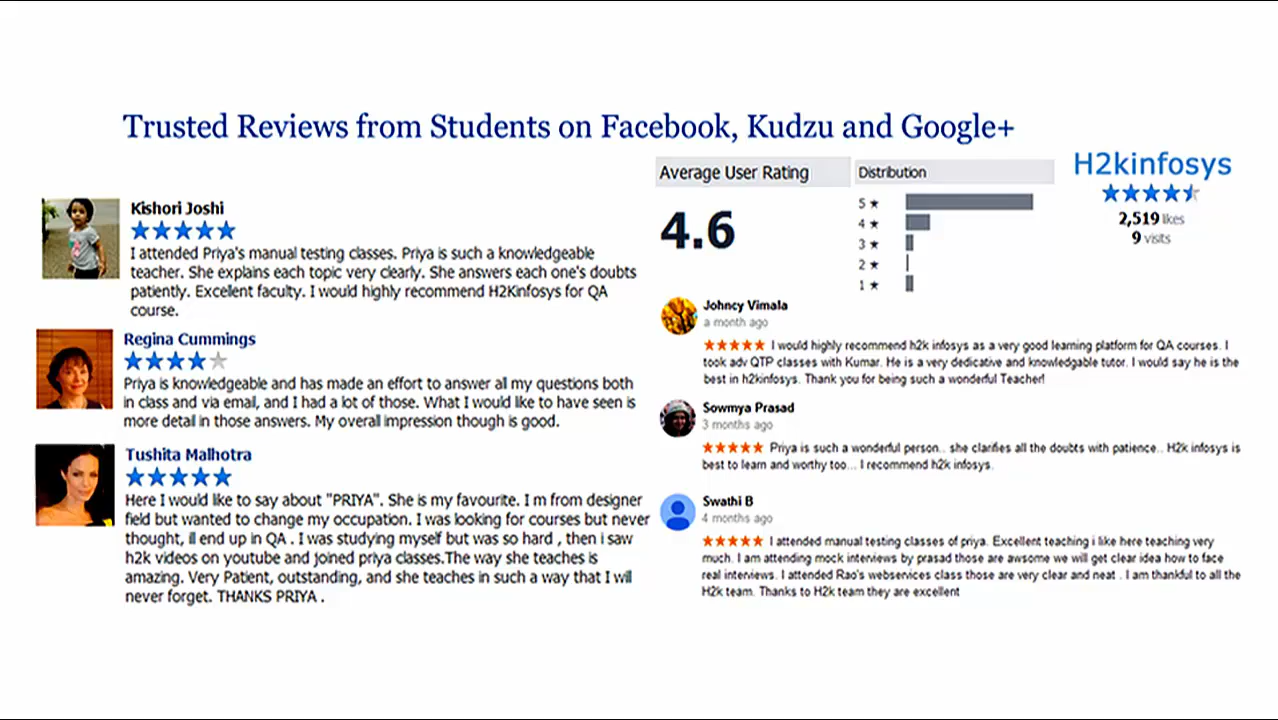 Trusted Reviews from Students on Facebook, Kudzu and Google+
Kishori Joshi
I attended Priya's manual testing classes. Priya is such a knowledgeable
teacher. She explains each topic very clearly. She answers each one's doubts
patiently. Excellent faculty. I would highly recommend H2Kinfosys for QA
course.
Regina Cummings
Priya is knowledgeable and has made an effort to answer all my questions both
in class and via email, and I had a lot of those. What I would like to have seen is
more detail in those answers. My overall impression though is good.
Tushita Malhotra
Here I would like to say about "PRIYA". She is my favourite. I m from designer
field but wanted to change my occupation. I was looking for courses but never
thought, ill end up in QA . I was studying myself but was so hard , then i saw
h2k videos on youtube and joined priya classes.The way she teaches is
amazing. Very Patient, outstanding, and she teaches in such a way that I will
never forget. THANKS PRIYA .
Average User Rating
4.6
Distribution
5 ★
4 ★
3 ★
2 ★
1 ★
H2kinfosys
2,519 likes
9 visits
Johncy Vimala
a month ago
I would highly recommend h2k infosys as a very good learning platform for QA courses. I
took adv QTP classes with Kumar. He is a very dedicative and knowledgable tutor. I would say he is the
best in h2kinfosys. Thank you for being such a wonderful Teacher!
Sowmya Prasad
3 months ago
Priya is such a wonderful person.. she clarifies all the doubts with patience.. H2k infosys is
best to learn and worthy too... I recommend h2k infosys.
Swathi B
4 months ago
I attended manual testing classes of priya. Excellent teaching i like here teaching very
much. I am attending mock interviews by prasad those are awsome we will get clear idea how to face
real interviews. I attended Rao's webservices class those are very clear and neat . I am thankful to all the
H2k team. Thanks to H2k team they are excellent